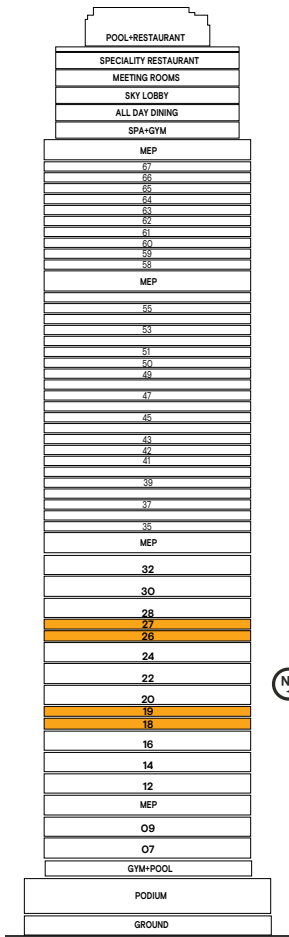 POOL+RESTAURANT
SPECIALITY RESTAURANT
MEETING ROOMS
SKY LOBBY
ALL DAY DINING
SPA+GYM
MEP
67
66
65
64
63
62
61
60
59
58
MEP
55
53
51
50
49
47
45
43
42
41
39
37
35
MEP
32
30
28
27
26
24
22
N
20
19
18
16
14
12
MEP
09
07
GYM+POOL
PODIUM
GROUND